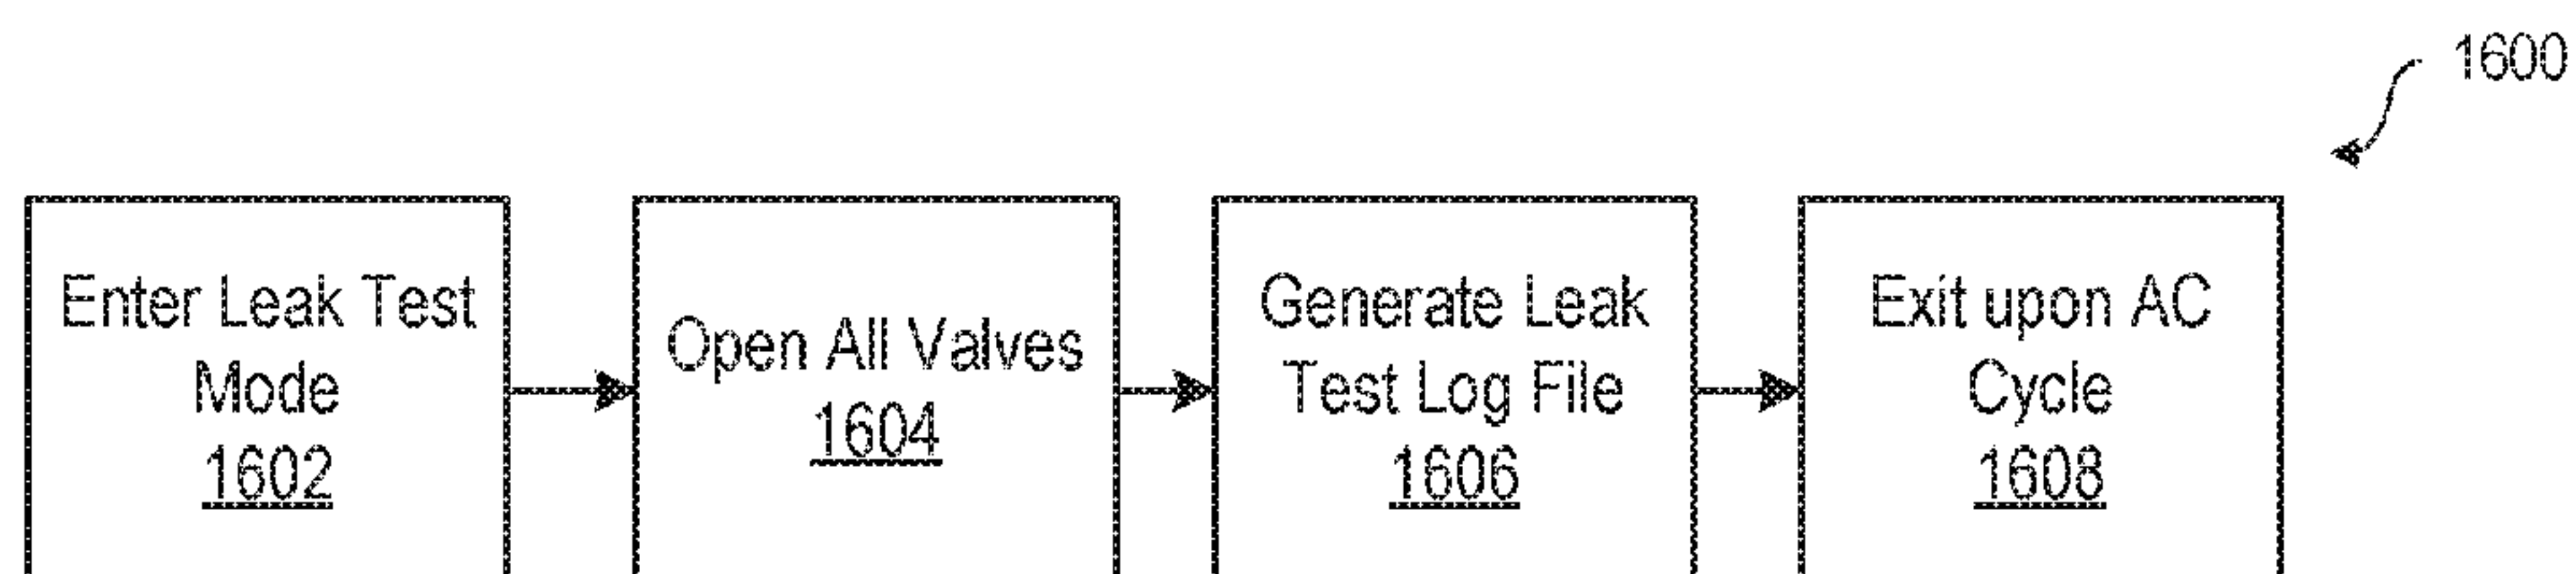 1600
Enter Leak Test
Mode
1602
Open All Valves
1604
Generate Leak
Test Log File
1606
Exit upon AC
Cycle
1608